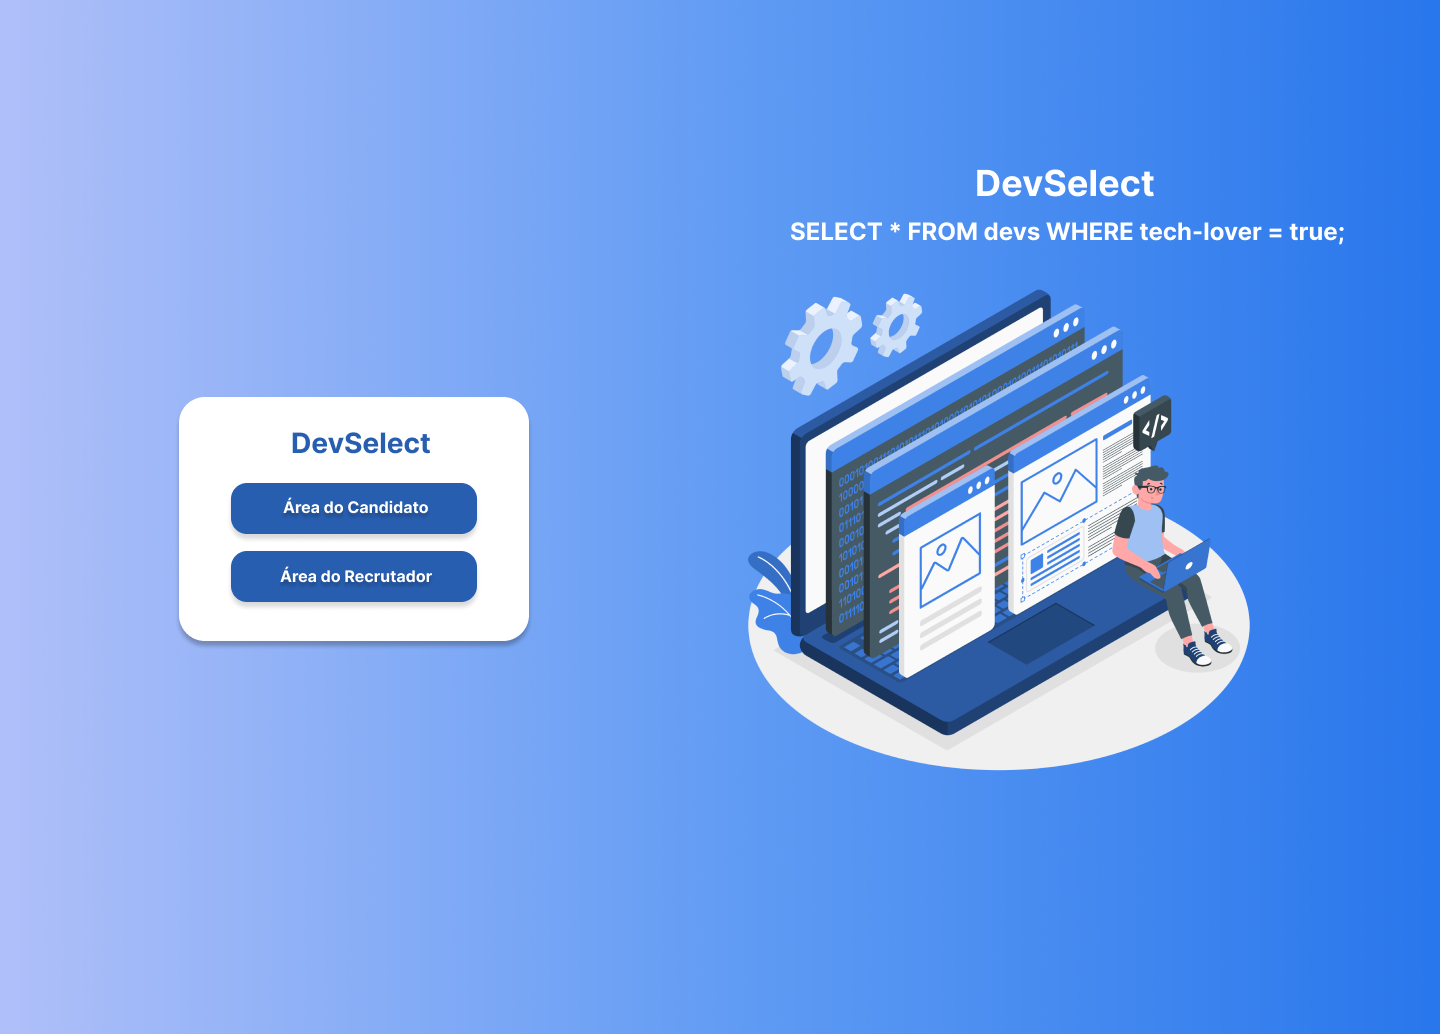 DevSelect
SELECT * FROM devs WHERE tech-lover = true;
DevSelect
Área do Candidato
Área do Recrutador
</>